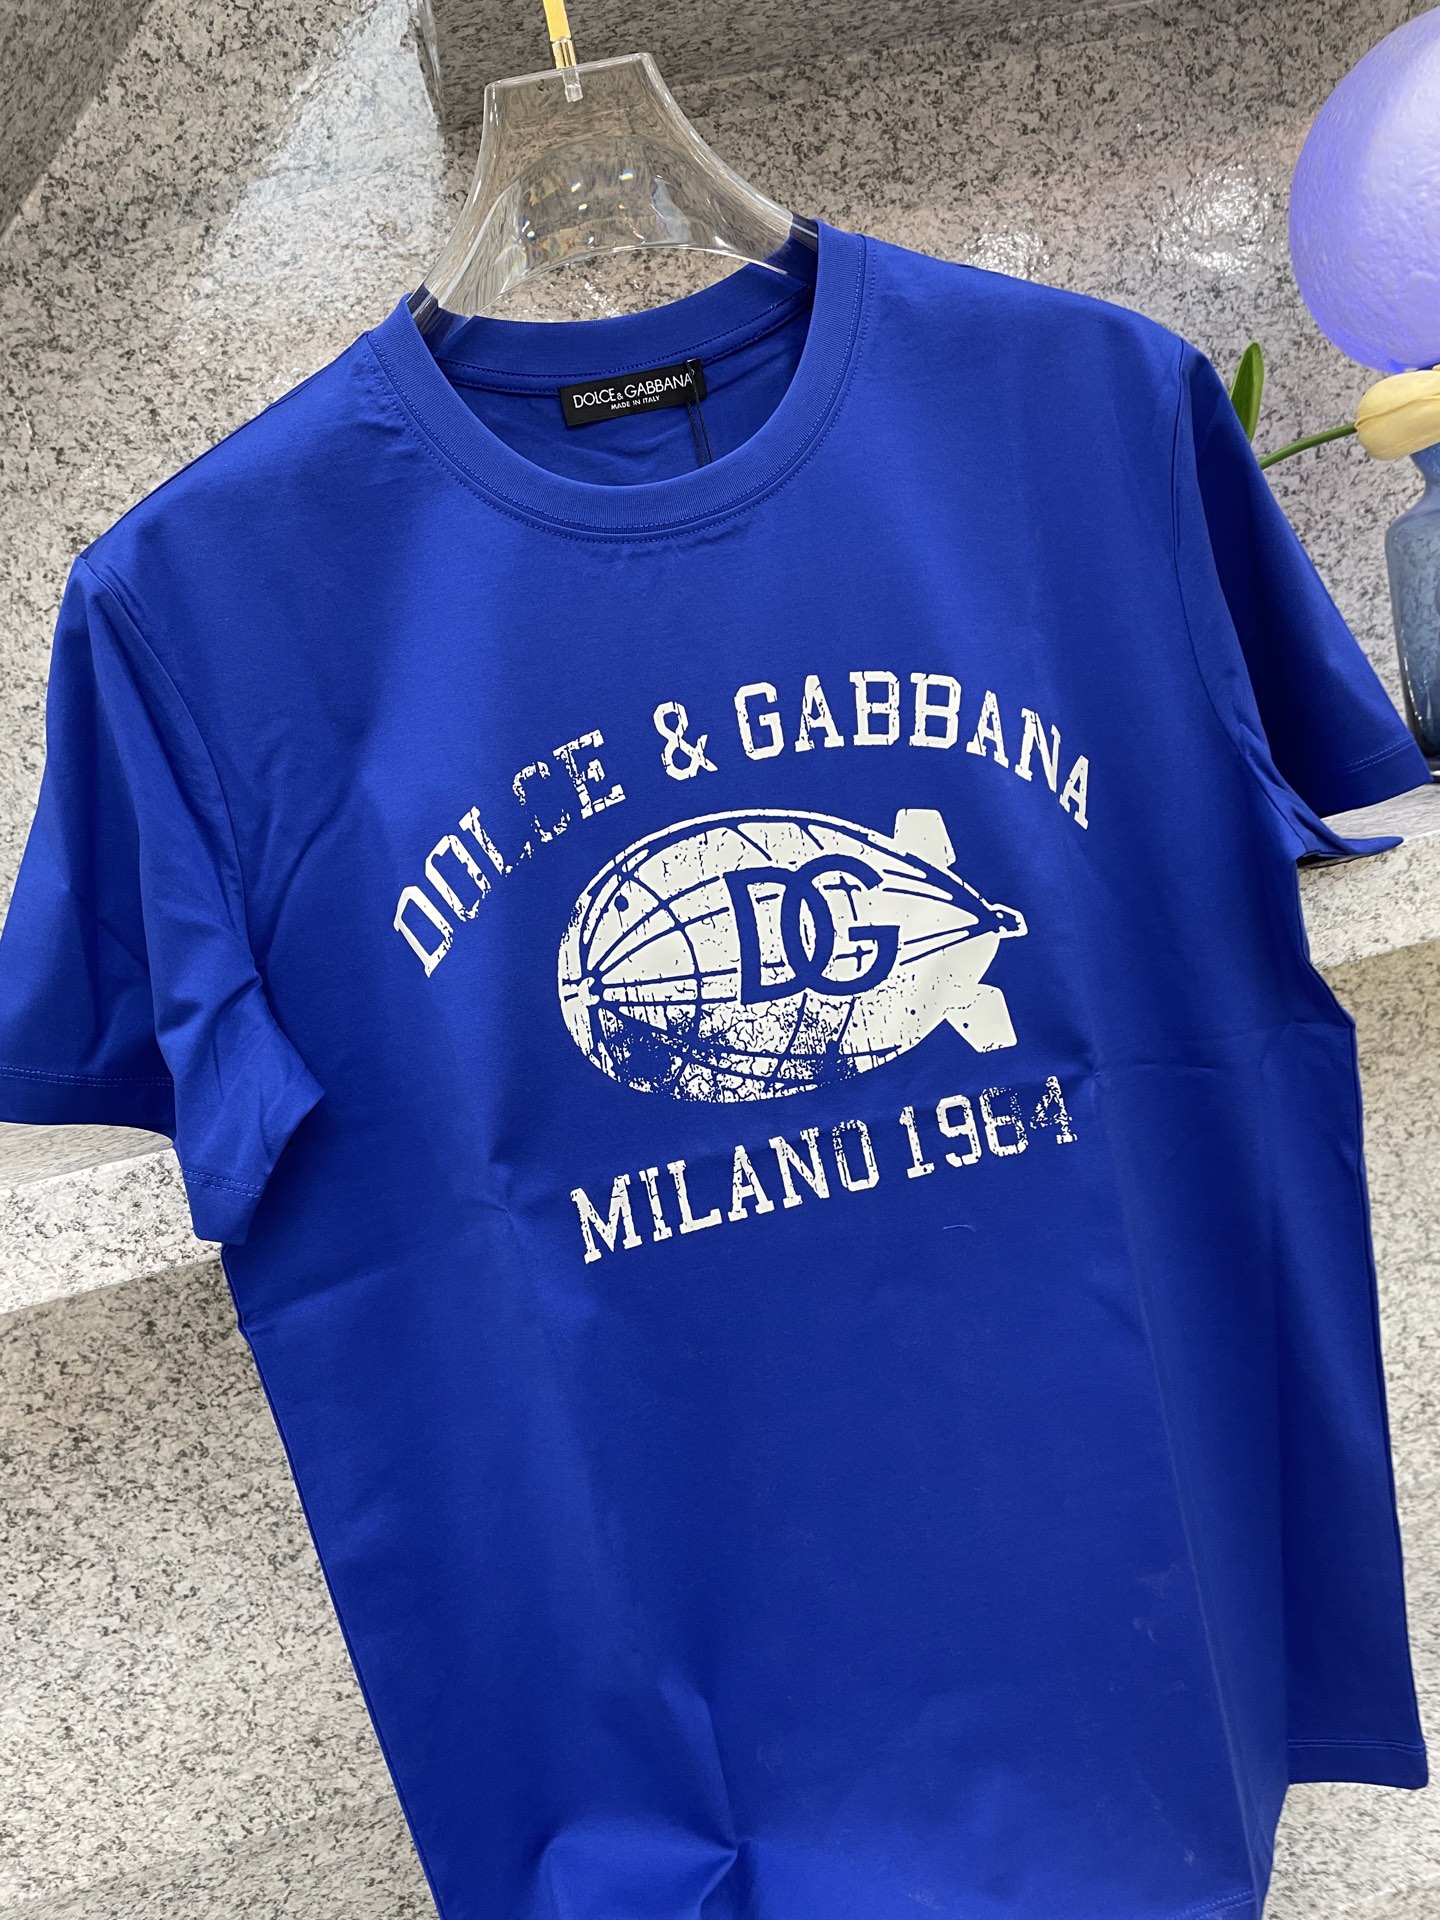 DOLCE & GABBANA
MADE IN ITALY
DOLCE & GABBANA
DG
MILANO 1984